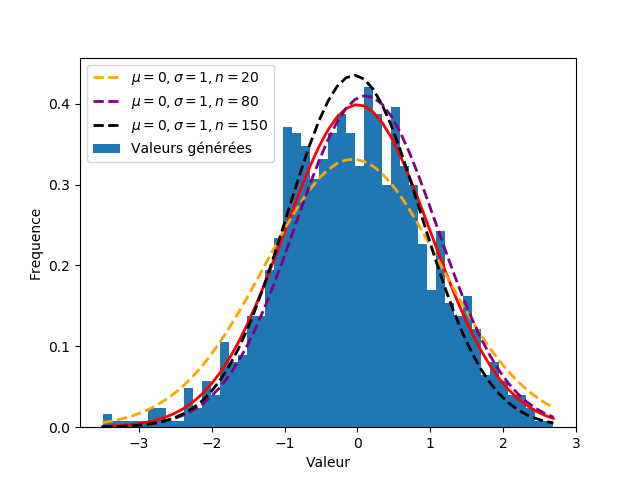 μ = 0, σ = 1, n = 20
μ = 0, σ = 1, n = 80
μ = 0, σ = 1, n = 150
Valeurs générées
Frequence
0.4
0.3
0.2
0.1
0.0
−3 −2 −1 0 1 2 3
Valeur